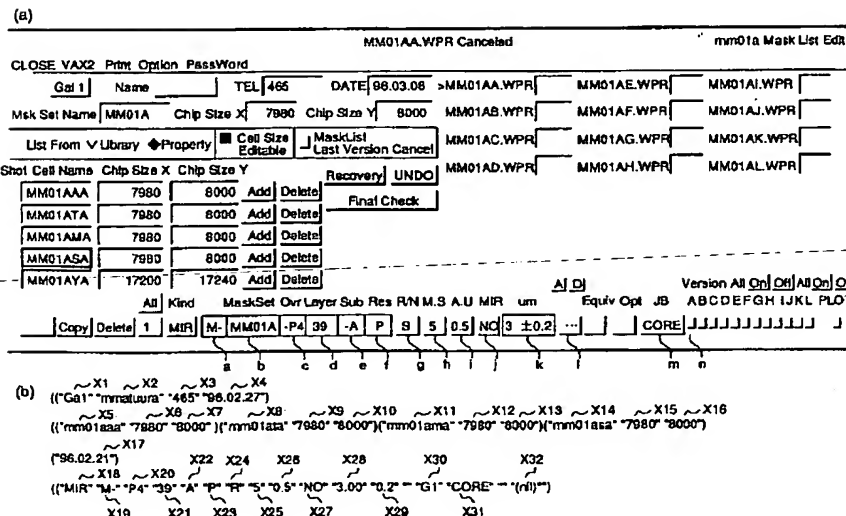 (a)
MM01AA.WPR Canceled mm01a Mask List Edit
CLOSE VAX2 Print Option PassWord
Gal 1 Name TEL 465 DATE 96.03.08 >MM01AA.WPR MM01AE.WPR MM01AI.WPR
Msk Set Name MM01A Chip Size X 7980 Chip Size Y 8000 MM01AB.WPR MM01AF.WPR MM01AJ.WPR
List From Library Property Cell Size Editable MaskList Last Version Cancel MM01AC.WPR MM01AG.WPR MM01AK.WPR
MM01AD.WPR MM01AH.WPR MM01AL.WPR
Shot Cell Name Chip Size X Chip Size Y Recovery UNDO
MM01AAA 7980 8000 Add Delete Final Check
MM01ATA 7980 8000 Add Delete
MM01AMA 7980 8000 Add Delete
MM01ASA 7980 8000 Add Delete
MM01AYA 17200 17240 Add Delete
A D Version All On Off All On O
All Kind MaskSet Ovr Layer Sub Res R/N M.S A.U MIR um Equiv Opt JB ABCDEFGH IJKL PLO
Copy Delete 1 MIR M- MM01A -P4 39 -A P S 5 0.5 NO 3 ±0.2 ... CORE
a b c d e f g h i j k l m n
(b)
X1 X2 X3 X4
(("Ga1" "mmatuura" "465" "96.02.27")
X5 X6 X7 X8 X9 X10 X11 X12 X13 X14 X15 X16
(("mm01aaa" "7980" "8000" )("mm01ata" "7980" "8000")("mm01ama" "7980" "8000")("mm01asa" "7980" "8000")
X17
("96.02.21")
X18 X20 X22 X24 X26 X28 X30 X32
(("MIR" "M-" "P4" "39" "A" "P" "R" "5" "0.5" "NO" "3.00" "0.2" "" "G1" "CORE" "" "(nil)"")
X19 X21 X23 X25 X27 X29 X31